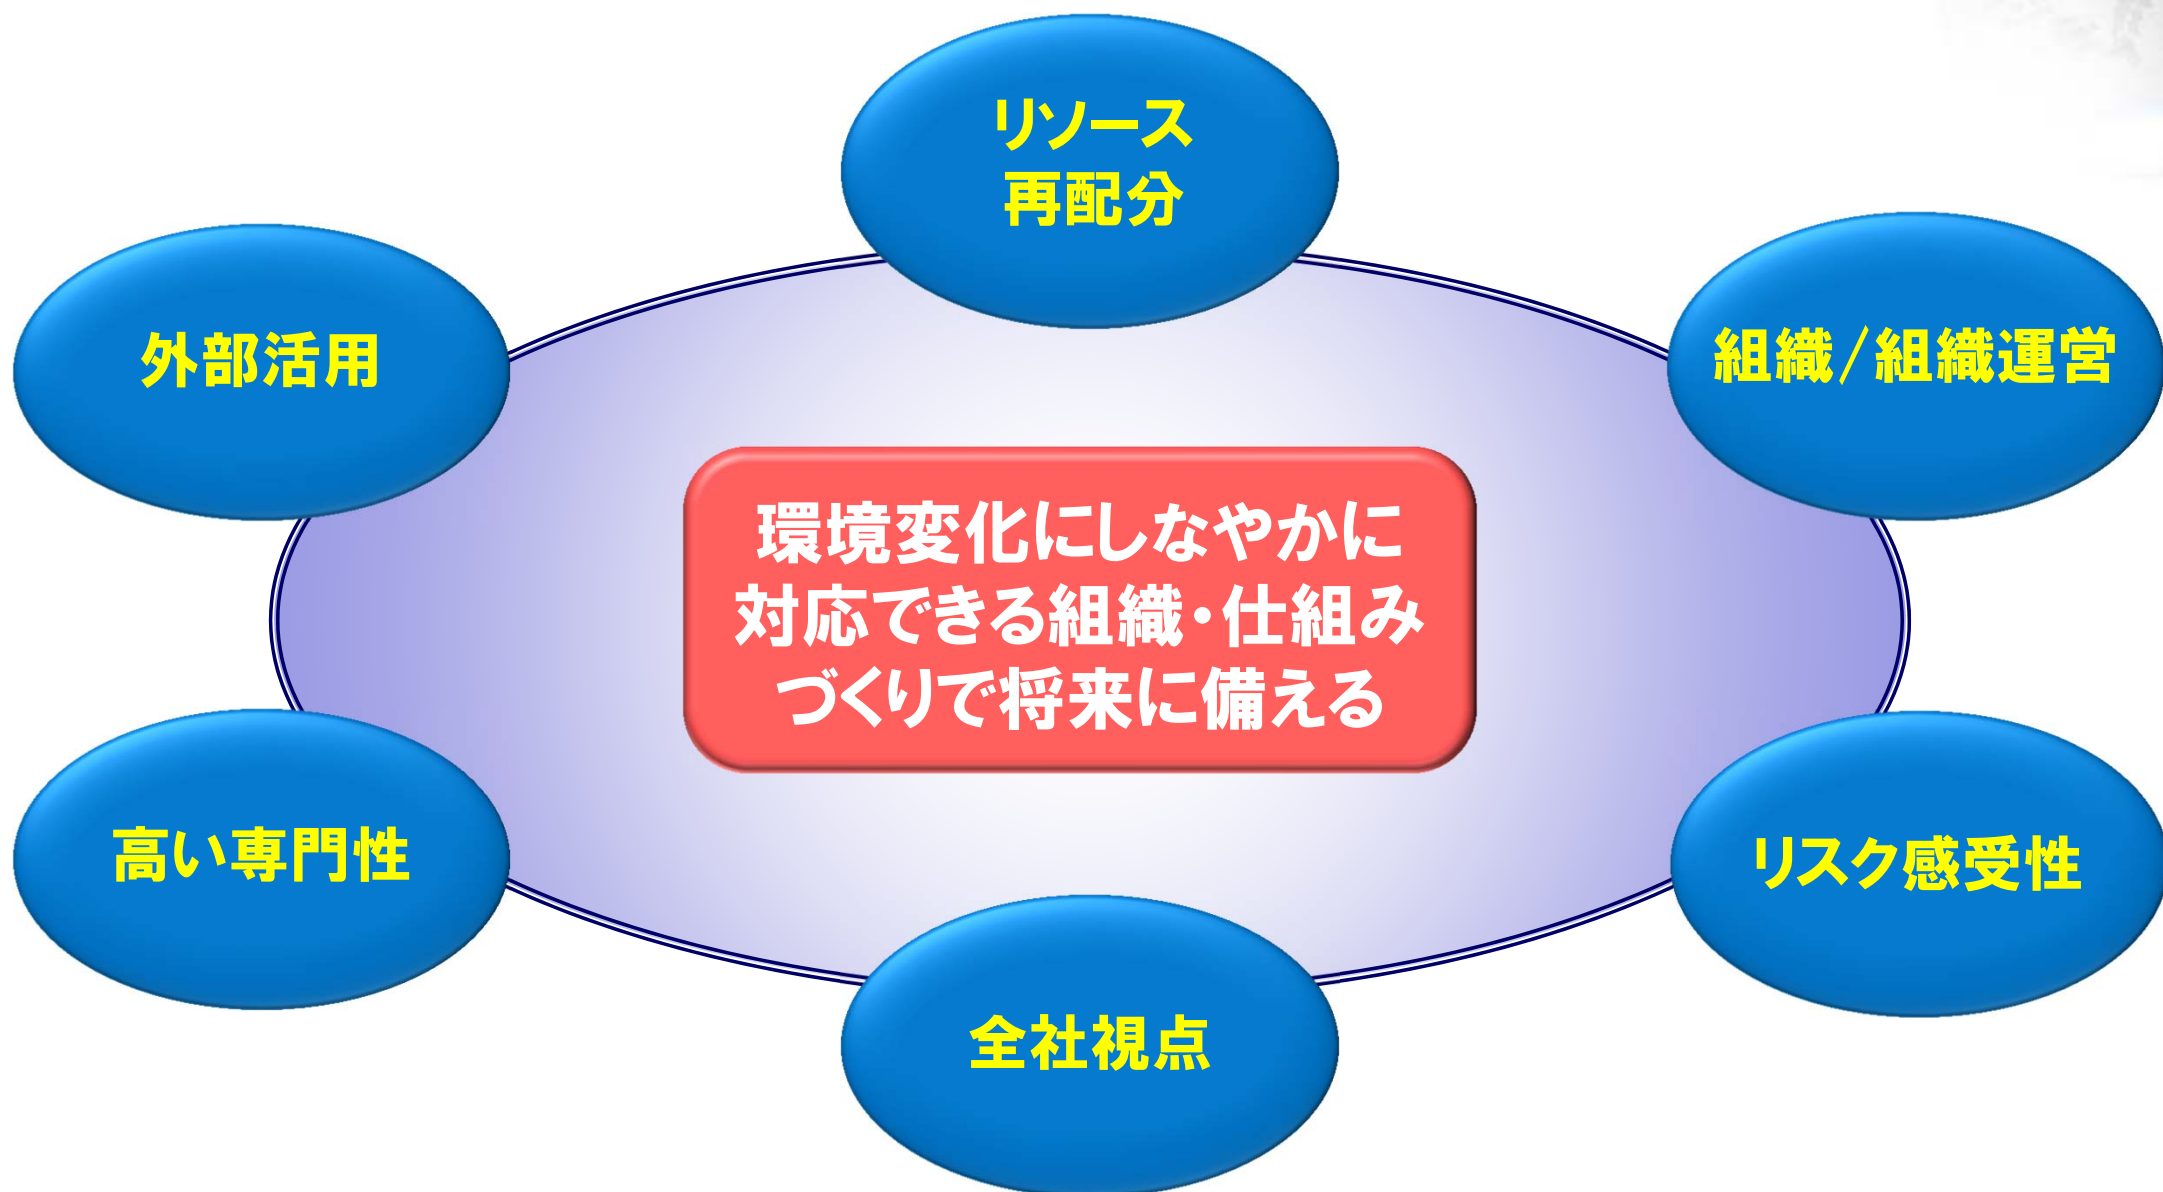 リソース
再配分
外部活用
組織/組織運営
環境変化にしなやかに
対応できる組織・仕組み
づくりで将来に備える
高い専門性
リスク感受性
全社視点